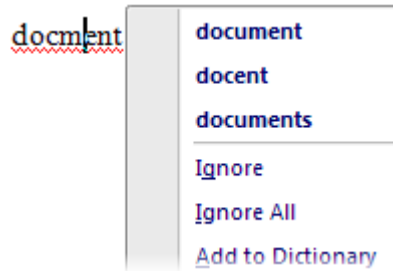 docment
document
docent
documents
Ignore
Ignore All
Add to Dictionary